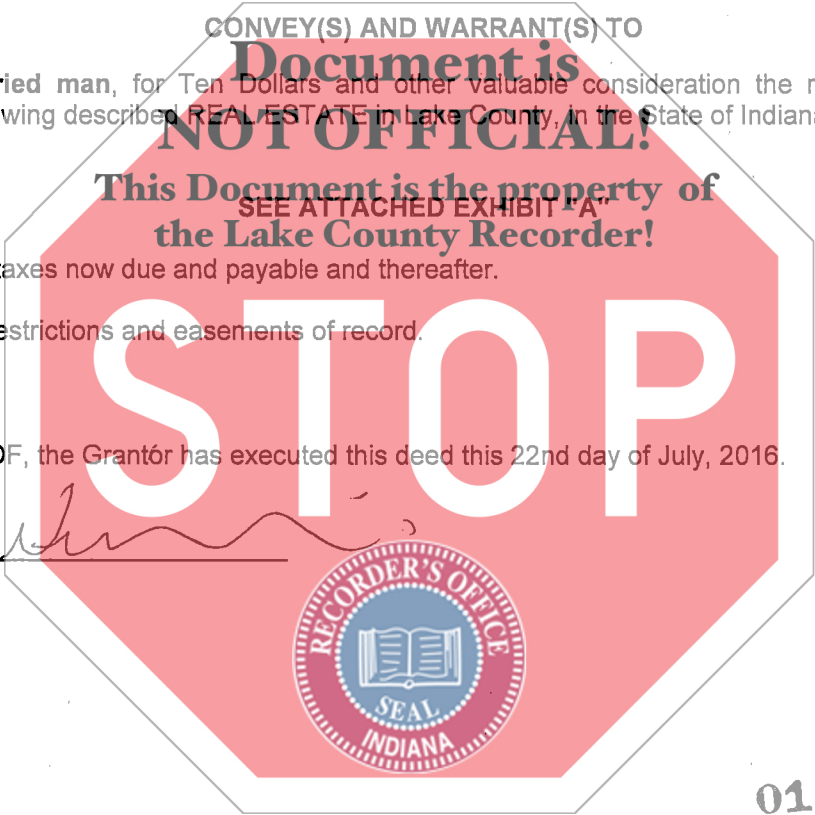 CONVEY(S) AND WARRANT(S) TO
Document is
ried man, for Ten Dollars and other valuable consideration the r
wing described REAL ESTATE in Lake County, in the State of Indiana
NOT OFFICIAL!
This Document is the property of
SEE ATTACHED EXHIBIT "A"
the Lake County Recorder!
taxes now due and payable and thereafter.
estrictions and easements of record.
STOP
OF, the Grantor has executed this deed this 22nd day of July, 2016.
RECORDER'S OFFICE
SEAL
INDIANA
01